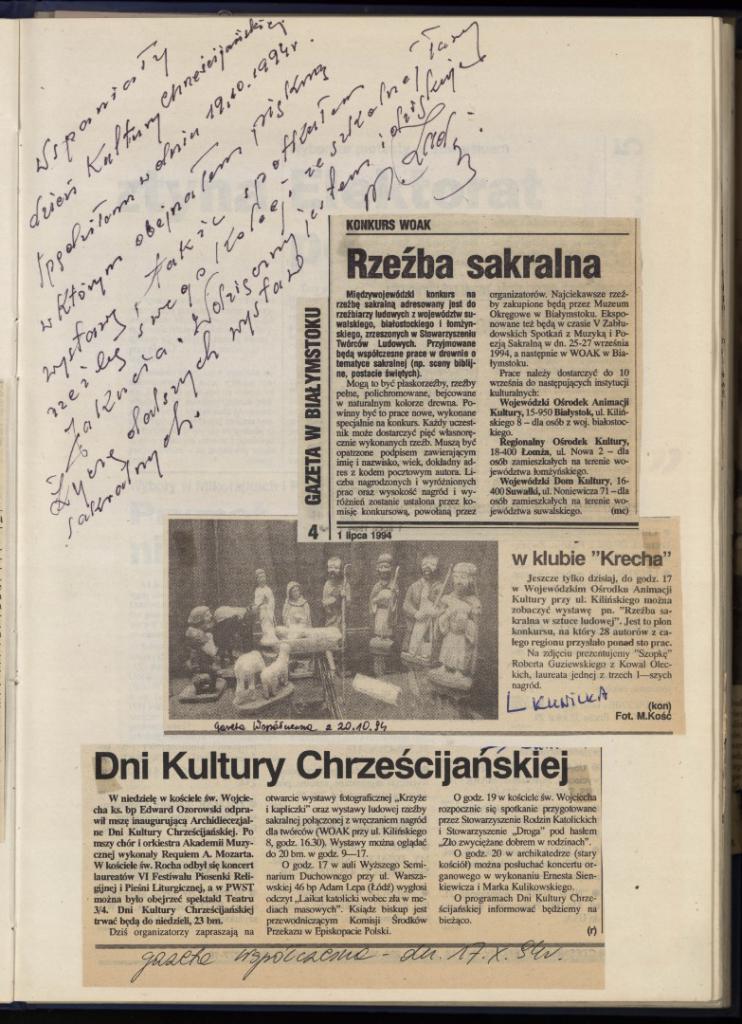 Wspaniały
dzień Kultury Chrześcijańskiej
spędziłam w dniu 19.10.1994r.
w którym obejrzałam piękną
wystawę, także spotkałam
rzeźbę swego kolegi ze szkolnej ławy
Jakucia.
Życzę dalszych wystaw
sakralnych.
KONKURS WOAK
Rzeźba sakralna
GAZETA W BIAŁYMSTOKU
4
Międzywojewódzki konkurs na
rzeźbę sakralną adresowany jest do
rzeźbiarzy ludowych z województw su-
walskiego, białostockiego i łomżyń-
skiego, zrzeszonych w Stowarzyszeniu
Twórców Ludowych. Przyjmowane
będą współczesne prace w drewnie o
tematyce sakralnej (np. sceny biblij-
ne, postacie świętych).
Mogą to być płaskorzeźby, rzeźby
pełne, polichromowane, bejcowane
w naturalnym kolorze drewna. Po-
winny być to prace nowe, wykonane
specjalnie na konkurs. Każdy uczest-
nik może dostarczyć pięć własnorę-
cznie wykonanych rzeźb. Muszą być
opatrzone podpisem zawierającym
imię i nazwisko, wiek, dokładny ad-
res z kodem pocztowym autora. Li-
czba nagrodzonych i wyróżnionych
prac oraz wysokość nagród i wy-
różnień zostanie ustalona przez ko-
misję konkursową, powołaną przez
organizatorów. Najciekawsze rzeź-
by zakupione będą przez Muzeum
Okręgowe w Białymstoku. Ekspo-
nowane też będą w czasie V Zabłu-
dowskich Spotkań z Muzyką i Po-
ezją Sakralną w dn. 25-27 września
1994, a następnie w WOAK w Bia-
łymstoku.
Prace należy dostarczyć do 10
września do następujących instytucji
kulturalnych:
Wojewódzki Ośrodek Animacji
Kultury, 15-950 Białystok, ul. Kiliń-
skiego 8 – dla osób z woj. białostoc-
kiego.
Regionalny Ośrodek Kultury,
18-400 Łomża, ul. Nowa 2 – dla
osób zamieszkałych na terenie wo-
jewództwa łomżyńskiego.
Wojewódzki Dom Kultury, 16-
400 Suwałki, ul. Noniewicza 71 – dla
osób zamieszkałych na terenie wo-
jewództwa suwalskiego. (mc)
1 lipca 1994
w klubie "Krecha"
Jeszcze tylko dzisiaj, do godz. 17
w Wojewódzkim Ośrodku Animacji
Kultury przy ul. Kilińskiego można
zobaczyć wystawę pn. "Rzeźba sa-
kralna w sztuce ludowej". Jest to plon
konkursu, na który 28 autorów z ca-
łego regionu przysłało ponad sto prac.
Na zdjęciu prezentujemy "Szopkę"
Roberta Guziewskiego z Kowal Olec-
kich, laureata jednej z trzech I—szych
nagród.
(kon)
Fot. M.Kość
Gazeta Współczesna z 20.10.94
Dni Kultury Chrześcijańskiej
W niedzielę w kościele św. Wojcie-
cha ks. bp Edward Ozorowski odpra-
wił mszę inaugurującą Archidiecezjal-
ne Dni Kultury Chrześcijańskiej. Po
mszy chór i orkiestra Akademii Muzy-
cznej wykonały Requiem A. Mozarta.
W kościele św. Rocha odbył się koncert
laureatów VI Festiwalu Piosenki Reli-
gijnej i Pieśni Liturgicznej, a w PWST
można było obejrzeć spektakl Teatru
3/4. Dni Kultury Chrześcijańskiej
trwać będą do niedzieli, 23 bm.
Dziś organizatorzy zapraszają na
otwarcie wystawy fotograficznej „Krzyże
i kapliczki” oraz wystawy ludowej rzeźby
sakralnej połączonej z wręczaniem nagród
dla twórców (WOAK przy ul. Kilińskiego
8, godz. 16.30). Wystawy można oglądać
do 20 bm. w godz. 9—17.
O godz. 17 w auli Wyższego Semi-
narium Duchownego przy ul. Warsza-
wskiej 46 bp Adam Lepa (Łódź) wygłosi
odczyt „Laikat katolicki wobec zła w me-
diach masowych”. Ksiądz biskup jest
przewodniczącym Komisji Środków
Przekazu w Episkopacie Polski.
O godz. 19 w kościele św. Wojciecha
rozpocznie się spotkanie przygotowane
przez Stowarzyszenie Rodzin Katolickich
i Stowarzyszenie „Droga” pod hasłem
„Zło zwyciężane dobrem w rodzinach”.
O godz. 20 w archikatedrze (stary
kościół) można posłuchać koncertu or-
ganowego w wykonaniu Ernesta Sien-
kiewicza i Marka Kulikowskiego.
O programach Dni Kultury Chrze-
ścijańskiej informować będziemy na
bieżąco.
(r)
gazeta współczesna - dn. 17.X.94r.